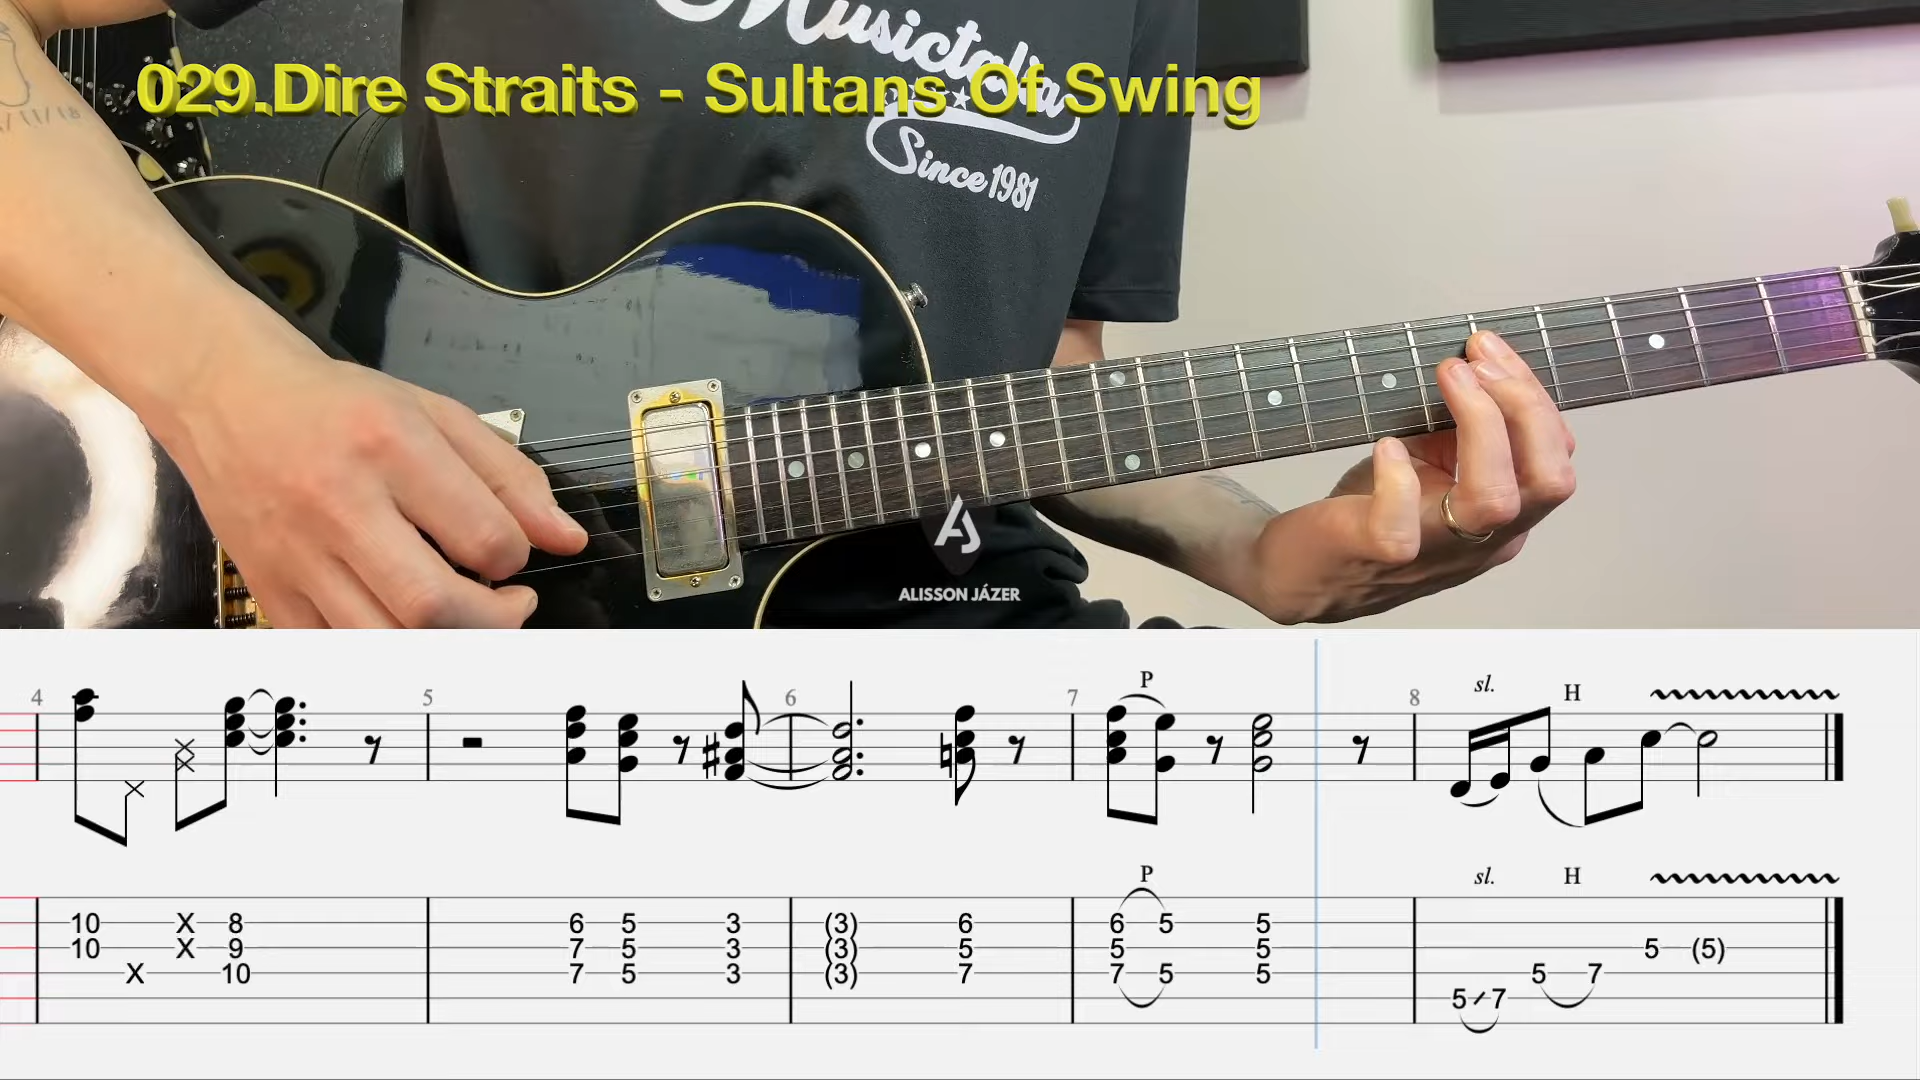 Musictalia
029.Dire Straits - Sultans Of Swing
Since 1981
ALISSON JÁZER
4 5 6 7 8
P sl. H
P sl. H
10 X 8 6 5 3 (3) 6 6 5 5
10 X 9 7 5 3 (3) 5 5 5 5 (5)
X 10 7 5 3 (3) 7 7 5 5 5 7
5 7